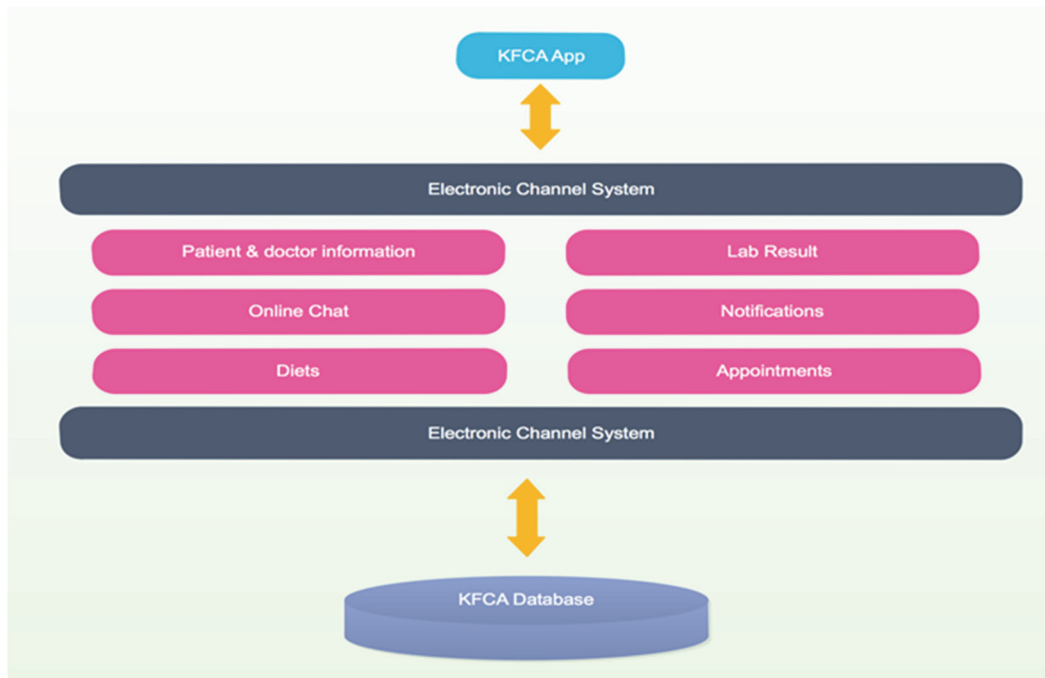 KFCA App
Electronic Channel System
Patient & doctor information
Lab Result
Online Chat
Notifications
Diets
Appointments
Electronic Channel System
KFCA Database